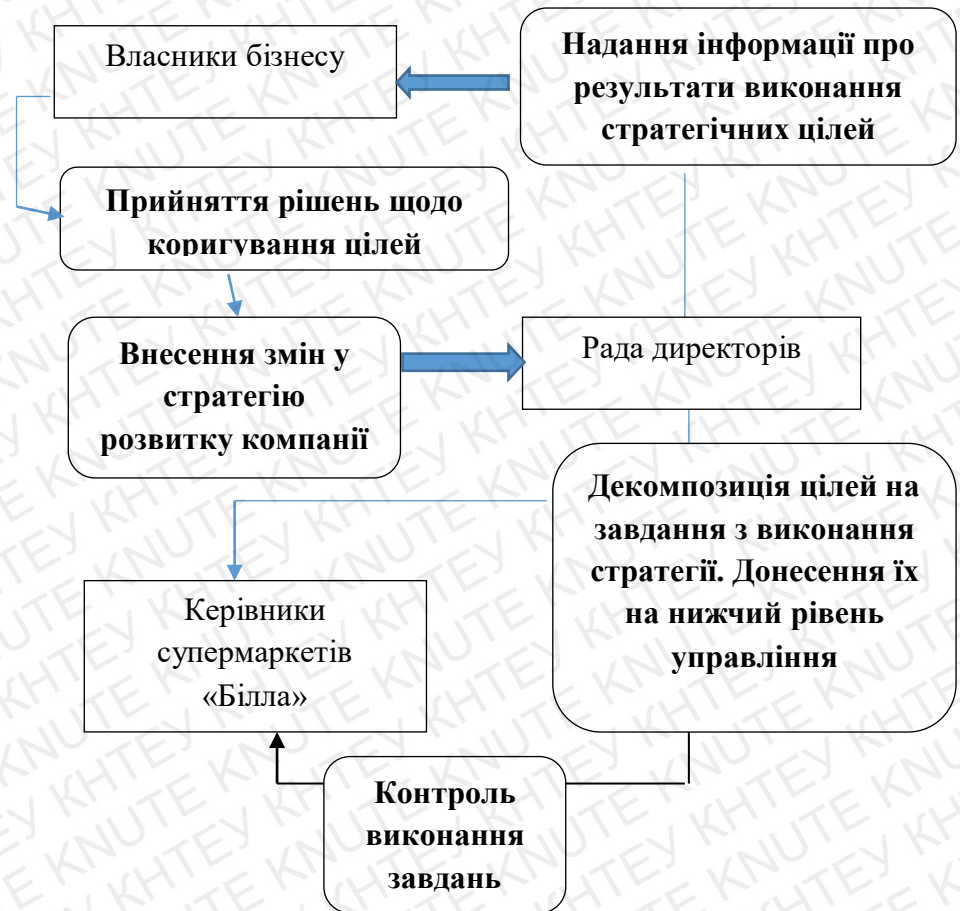 Власники бізнесу
Надання інформації про
результати виконання
стратегічних цілей
Прийняття рішень щодо
коригування цілей
Внесення змін у
стратегію
розвитку компанії
Рада директорів
Декомпозиція цілей на
завдання з виконання
стратегії. Донесення їх
на нижчий рівень
управління
Керівники
супермаркетів
«Білла»
Контроль
виконання
завдань